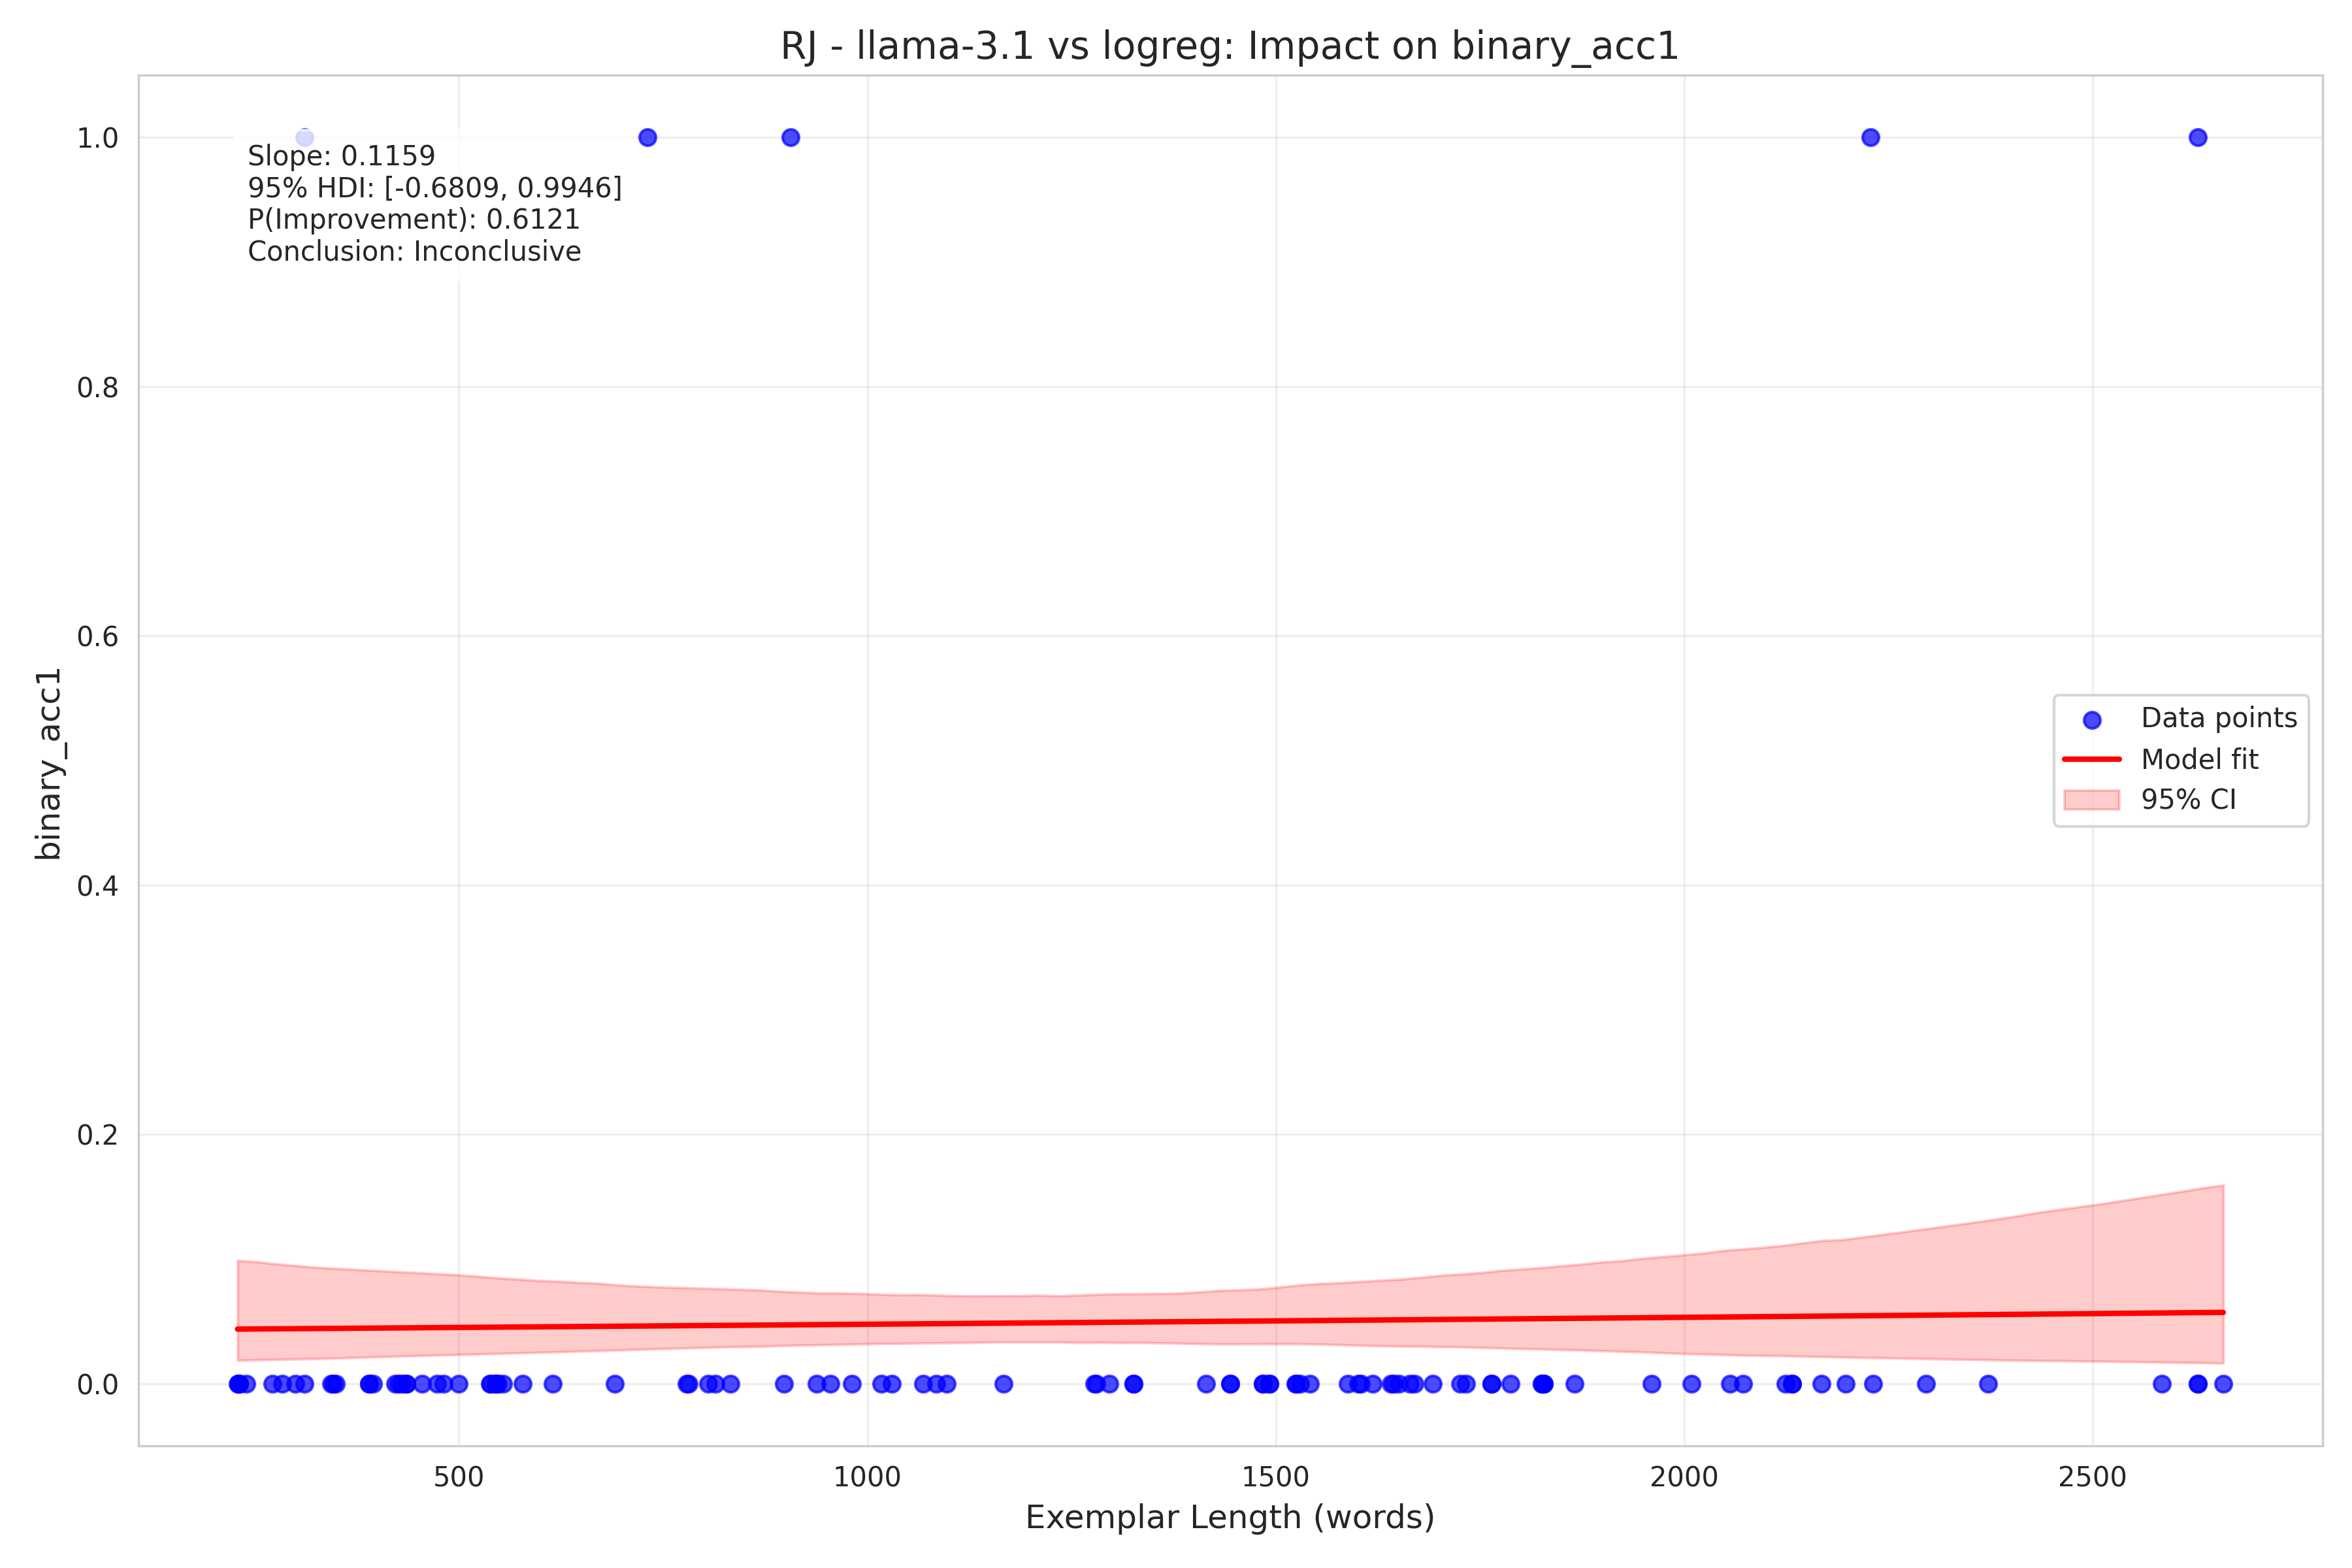 RJ - llama-3.1 vs logreg: Impact on binary_acc1
1.0
0.8
0.6
0.4
0.2
0.0
binary_acc1
Slope: 0.1159
95% HDI: [-0.6809, 0.9946]
P(Improvement): 0.6121
Conclusion: Inconclusive
Data points
Model fit
95% CI
500
1000
1500
2000
2500
Exemplar Length (words)